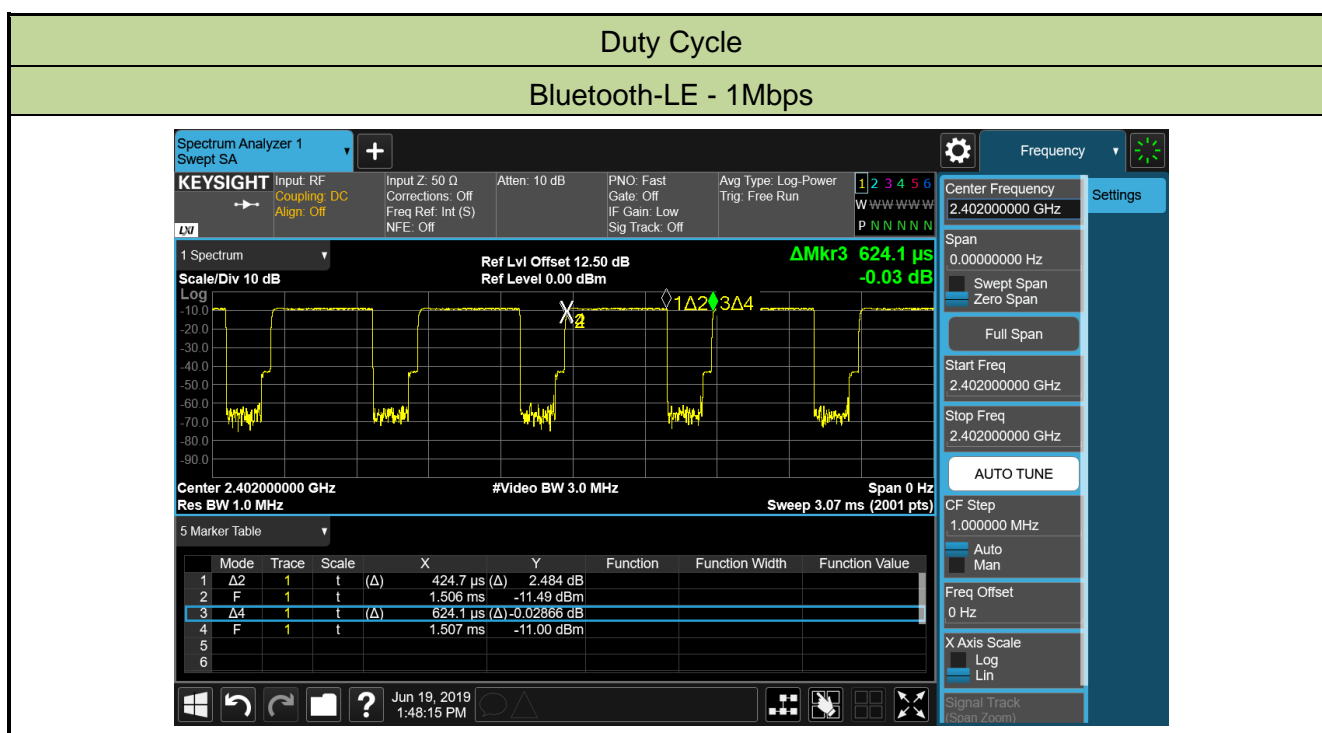 Duty Cycle
Bluetooth-LE - 1Mbps
Spectrum Analyzer 1
Swept SA
Frequency
KEYSIGHT
LXI
Input: RF
Coupling: DC
Align: Off
Input Z: 50 Ω
Corrections: Off
Freq Ref: Int (S)
NFE: Off
Atten: 10 dB
PNO: Fast
Gate: Off
IF Gain: Low
Sig Track: Off
Avg Type: Log-Power
Trig: Free Run
1 2 3 4 5 6
W W W W W W
P N N N N N
1 Spectrum
Scale/Div 10 dB
Ref Lvl Offset 12.50 dB
Ref Level 0.00 dBm
ΔMkr3 624.1 µs
-0.03 dB
Log
-10.0
-20.0
-30.0
-40.0
-50.0
-60.0
-70.0
-80.0
-90.0
1Δ2
3Δ4
Center 2.402000000 GHz
#Video BW 3.0 MHz
Span 0 Hz
Res BW 1.0 MHz
Sweep 3.07 ms (2001 pts)
5 Marker Table
Mode Trace Scale X Y Function Function Width Function Value
1 Δ2 1 t (Δ) 424.7 µs (Δ) 2.484 dB
2 F 1 t 1.506 ms -11.49 dBm
3 Δ4 1 t (Δ) 624.1 µs (Δ) -0.02866 dB
4 F 1 t 1.507 ms -11.00 dBm
5
6
Jun 19, 2019
1:48:15 PM
Center Frequency
2.402000000 GHz
Settings
Span
0.00000000 Hz
Swept Span
Zero Span
Full Span
Start Freq
2.402000000 GHz
Stop Freq
2.402000000 GHz
AUTO TUNE
CF Step
1.000000 MHz
Auto
Man
Freq Offset
0 Hz
X Axis Scale
Log
Lin
Signal Track
(Span Zoom)